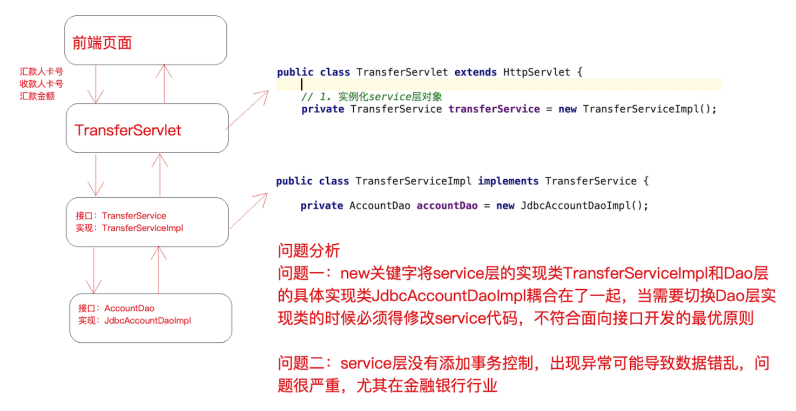 前端页面
汇款人卡号
收款人卡号
汇款金额
TransferServlet
接口：TransferService
实现：TransferServiceImpl
接口：AccountDao
实现：JdbcAccountDaoImpl
public class TransferServlet extends HttpServlet {
// 1. 实例化service层对象
private TransferService transferService = new TransferServiceImpl();
public class TransferServiceImpl implements TransferService {
private AccountDao accountDao = new JdbcAccountDaoImpl();
问题分析
问题一：new关键字将service层的实现类TransferServiceImpl和Dao层
的具体实现类JdbcAccountDaoImpl耦合在了一起，当需要切换Dao层实
现类的时候必须得修改service代码，不符合面向接口开发的最优原则
问题二：service层没有添加事务控制，出现异常可能导致数据错乱，问
题很严重，尤其在金融银行行业